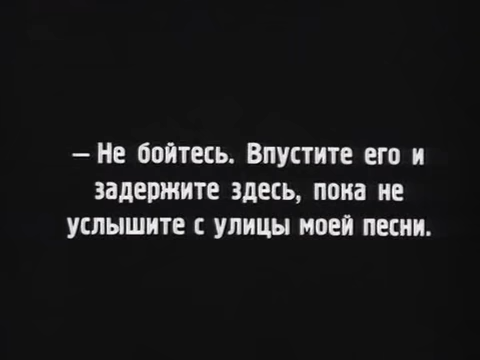 – Не бойтесь. Впустите его и
задержите здесь, пока не
услышите с улицы моей песни.